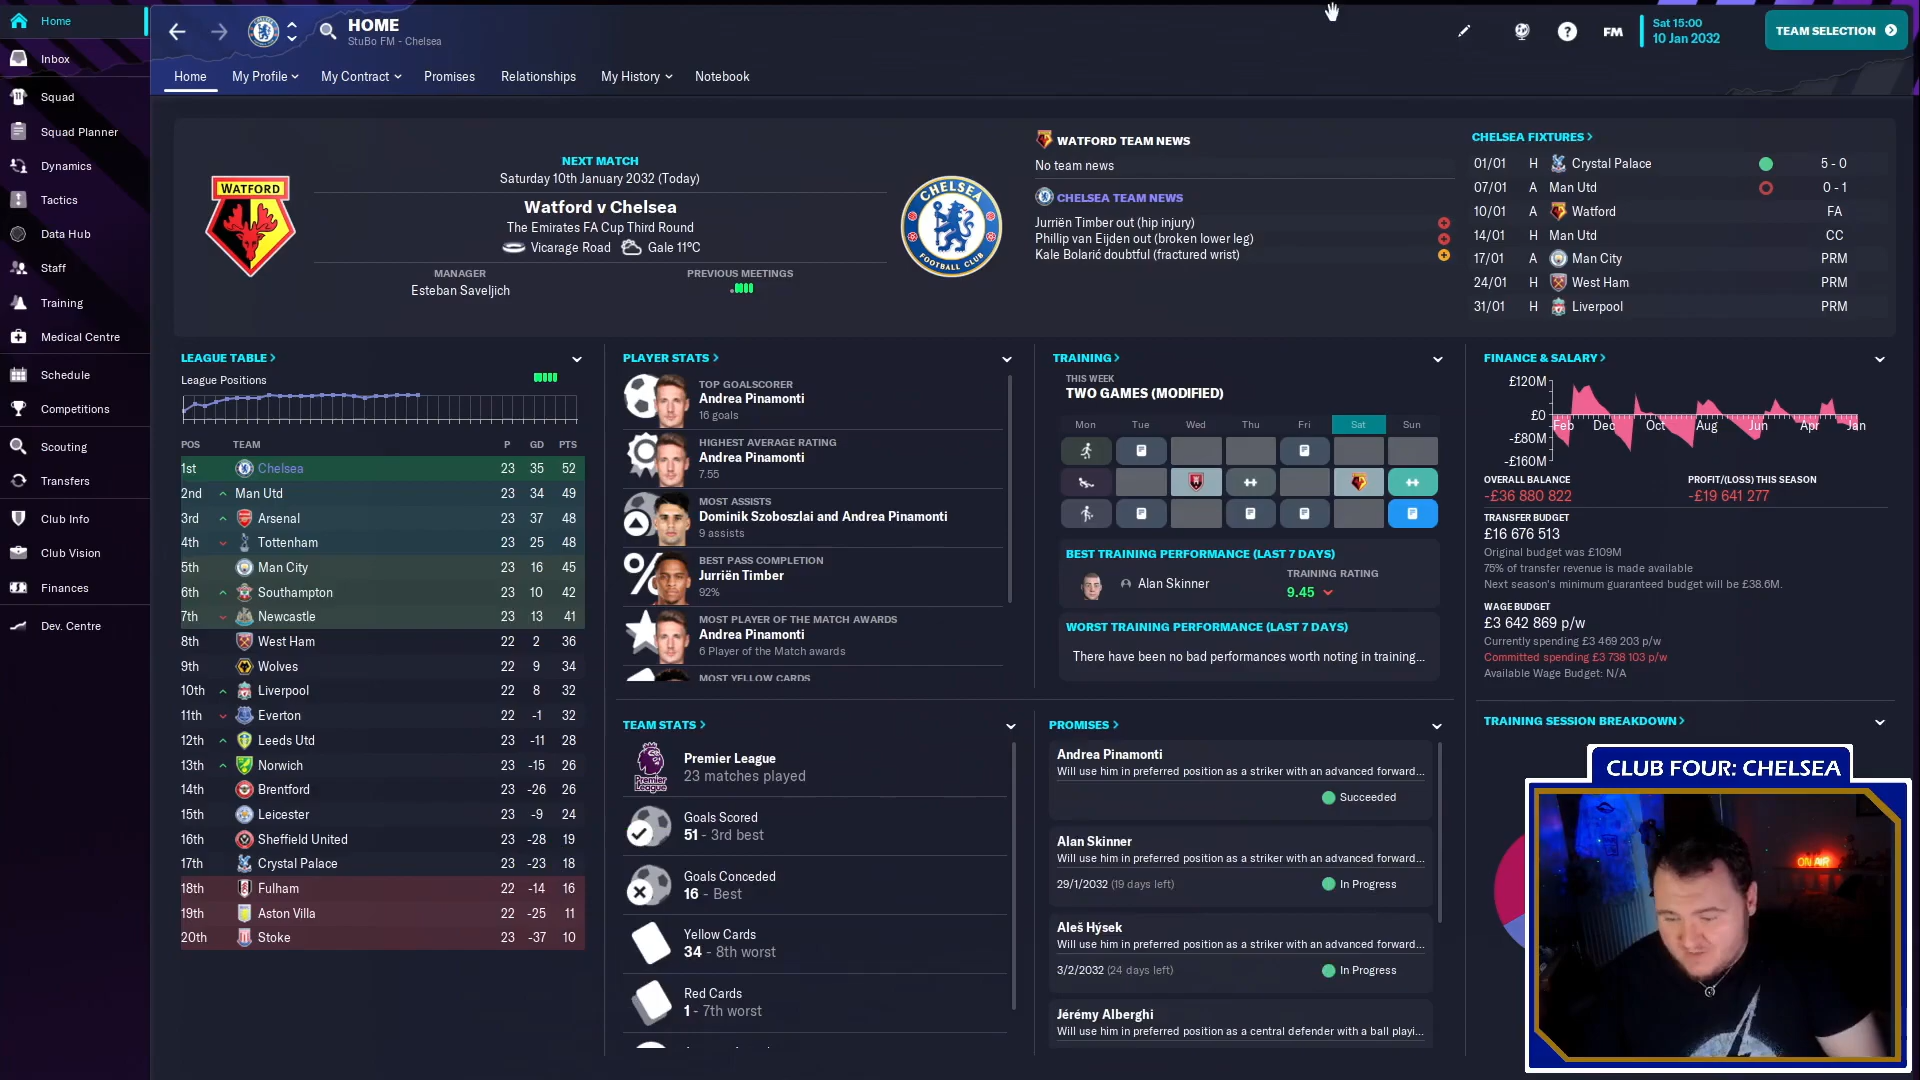 Home
Inbox
Squad
Squad Planner
Dynamics
Tactics
Data Hub
Staff
Training
Medical Centre
Schedule
Competitions
Scouting
Transfers
Club Info
Club Vision
Finances
Dev. Centre
HOME
StuBo FM - Chelsea
FM
Sat 15:00
10 Jan 2032
TEAM SELECTION
Home My Profile My Contract Promises Relationships My History Notebook
WATFORD
NEXT MATCH
Saturday 10th January 2032 (Today)
Watford v Chelsea
The Emirates FA Cup Third Round
Vicarage Road Gale 11°C
MANAGER
Esteban Saveljich
PREVIOUS MEETINGS
CHELSEA
FOOTBALL CLUB
WATFORD TEAM NEWS
No team news
CHELSEA TEAM NEWS
Jurriën Timber out (hip injury)
Phillip van Eijden out (broken lower leg)
Kale Bolarić doubtful (fractured wrist)
CHELSEA FIXTURES
01/01 H Crystal Palace 5 - 0
07/01 A Man Utd 0 - 1
10/01 A Watford FA
14/01 H Man Utd CC
17/01 A Man City PRM
24/01 H West Ham PRM
31/01 H Liverpool PRM
LEAGUE TABLE
League Positions
POS TEAM P GD PTS
1st Chelsea 23 35 52
2nd Man Utd 23 34 49
3rd Arsenal 23 37 48
4th Tottenham 23 25 48
5th Man City 23 16 45
6th Southampton 23 10 42
7th Newcastle 23 13 41
8th West Ham 22 2 36
9th Wolves 22 9 34
10th Liverpool 22 8 32
11th Everton 22 -1 32
12th Leeds Utd 23 -11 28
13th Norwich 23 -15 26
14th Brentford 23 -26 26
15th Leicester 23 -9 24
16th Sheffield United 23 -28 19
17th Crystal Palace 23 -23 18
18th Fulham 22 -14 16
19th Aston Villa 22 -25 11
20th Stoke 23 -37 10
PLAYER STATS
TOP GOALSCORER
Andrea Pinamonti
16 goals
HIGHEST AVERAGE RATING
Andrea Pinamonti
7.55
MOST ASSISTS
Dominik Szoboszlai and Andrea Pinamonti
9 assists
BEST PASS COMPLETION
Jurriën Timber
92%
MOST PLAYER OF THE MATCH AWARDS
Andrea Pinamonti
6 Player of the Match awards
MOST YELLOW CARDS
TEAM STATS
Premier League
Premier League
23 matches played
Goals Scored
51 - 3rd best
Goals Conceded
16 - Best
Yellow Cards
34 - 8th worst
Red Cards
1 - 7th worst
TRAINING
THIS WEEK
TWO GAMES (MODIFIED)
Mon Tue Wed Thu Fri Sat Sun
BEST TRAINING PERFORMANCE (LAST 7 DAYS)
Alan Skinner
TRAINING RATING
9.45
WORST TRAINING PERFORMANCE (LAST 7 DAYS)
There have been no bad performances worth noting in training...
PROMISES
Andrea Pinamonti
Will use him in preferred position as a striker with an advanced forward...
Succeeded
Alan Skinner
Will use him in preferred position as a striker with an advanced forward...
29/1/2032 (19 days left) In Progress
Aleš Hýsek
Will use him in preferred position as a striker with an advanced forward...
3/2/2032 (24 days left) In Progress
Jérémy Alberghi
Will use him in preferred position as a central defender with a ball playi...
FINANCE & SALARY
£120M
£0
-£80M
-£160M
Feb Dec Oct Aug Jun Apr Jan
OVERALL BALANCE
-£36 880 822
PROFIT/(LOSS) THIS SEASON
-£19 641 277
TRANSFER BUDGET
£16 676 513
Original budget was £109M
75% of transfer revenue is made available
Next season's minimum guaranteed budget will be £38.6M.
WAGE BUDGET
£3 642 869 p/w
Currently spending £3 469 203 p/w
Committed spending £3 738 103 p/w
Available Wage Budget: N/A
TRAINING SESSION BREAKDOWN
CLUB FOUR: CHELSEA
ON AIR